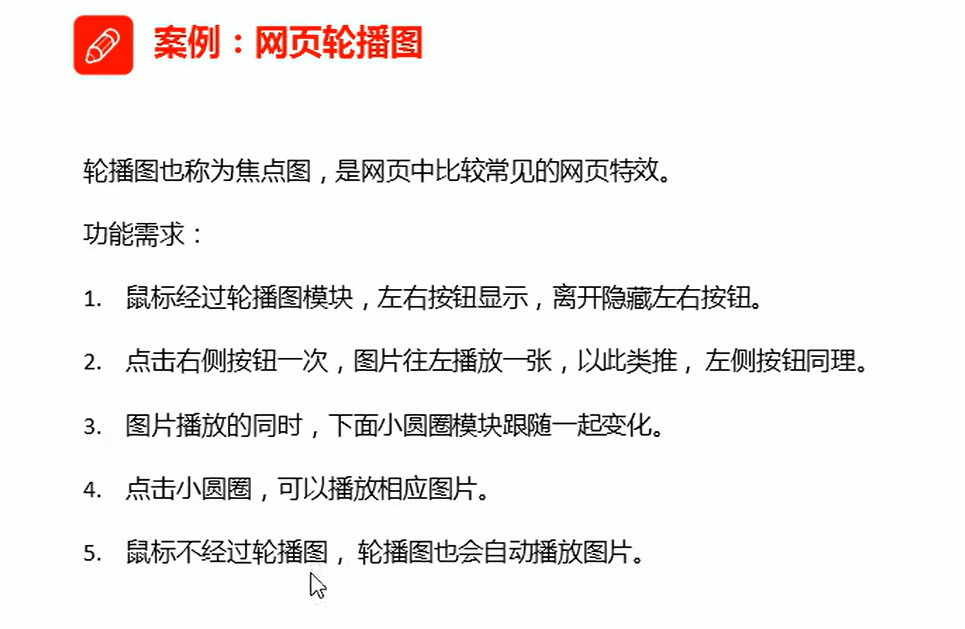 案例：网页轮播图
轮播图也称为焦点图，是网页中比较常见的网页特效。
功能需求：
1. 鼠标经过轮播图模块，左右按钮显示，离开隐藏左右按钮。
2. 点击右侧按钮一次，图片往左播放一张，以此类推， 左侧按钮同理。
3. 图片播放的同时，下面小圆圈模块跟随一起变化。
4. 点击小圆圈，可以播放相应图片。
5. 鼠标不经过轮播图， 轮播图也会自动播放图片。